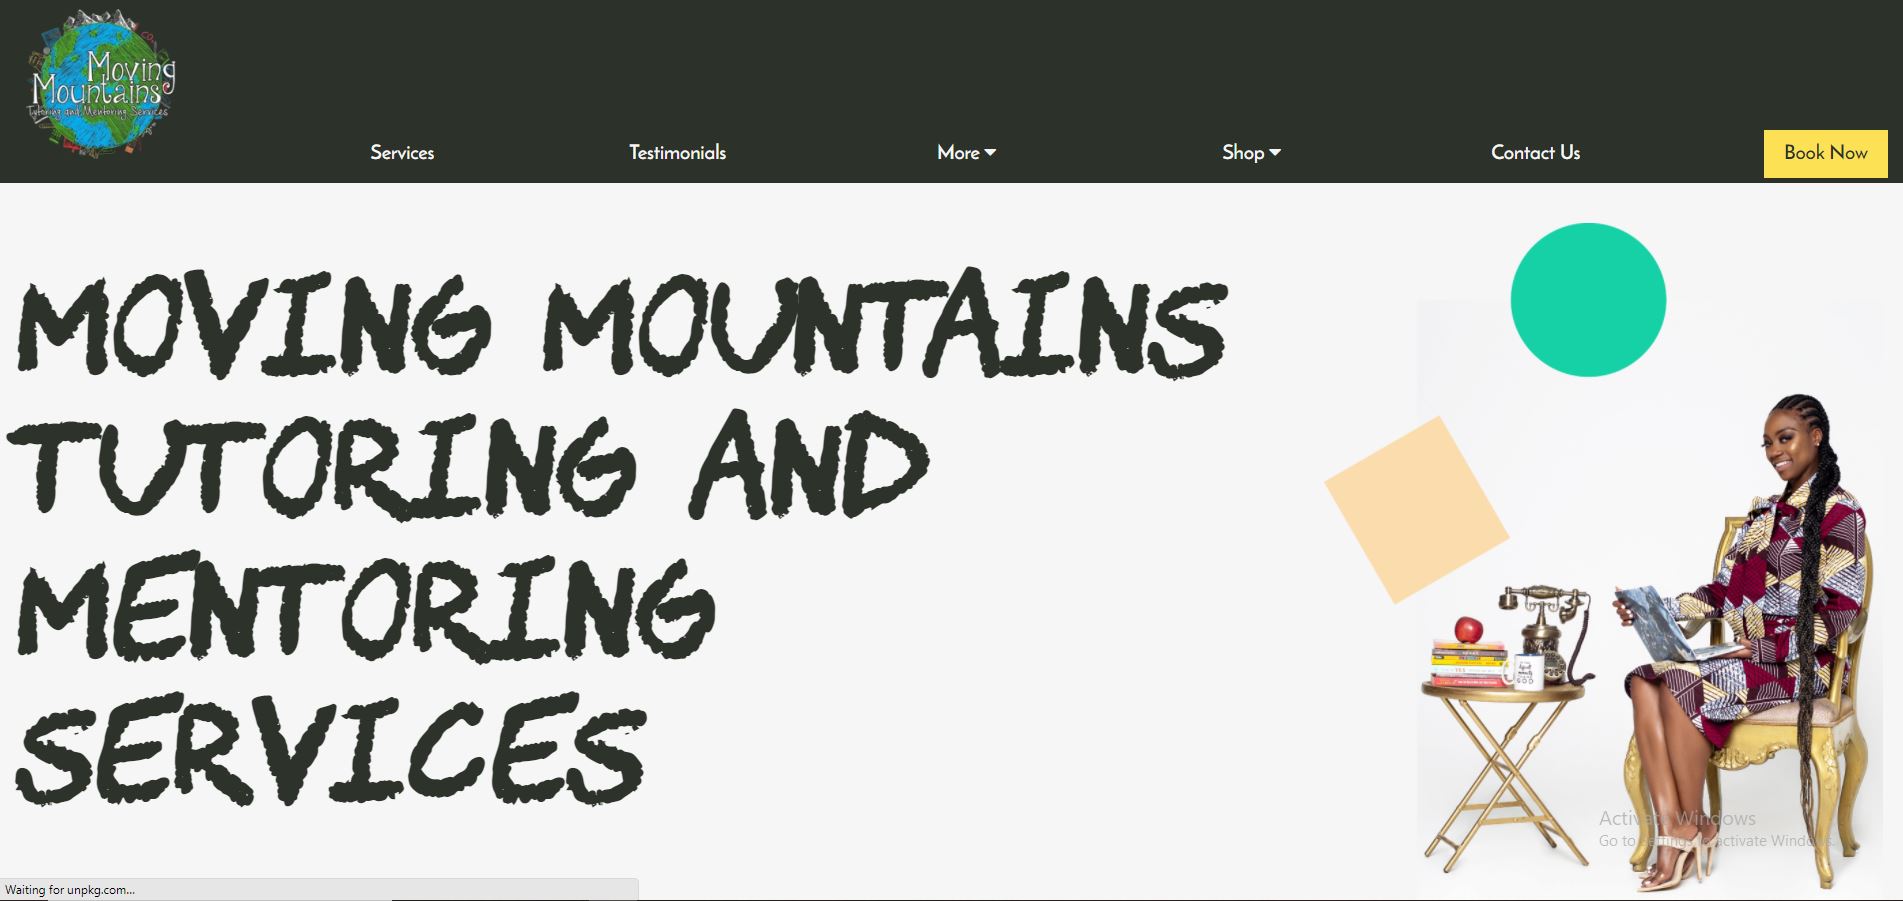 Moving
Mountains
Tutoring and Mentoring Services
Services
Testimonials
More
Shop
Contact Us
Book Now
MOVING MOUNTAINS
TUTORING AND
MENTORING
SERVICES
GOD
Activate Windows
Go to Settings to activate Windows.
Waiting for unpkg.com...